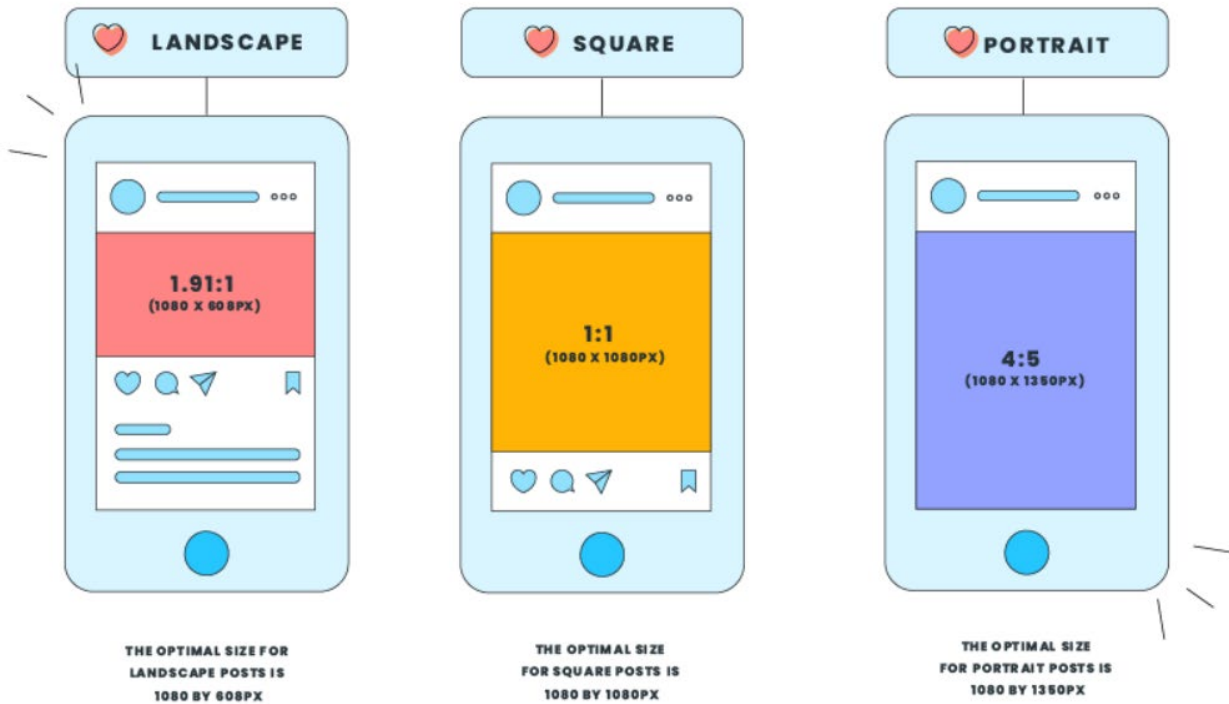 LANDSCAPE
1.91:1
(1080 X 608PX)
THE OPTIMAL SIZE FOR
LANDSCAPE POSTS IS
1080 BY 608PX
SQUARE
1:1
(1080 X 1080PX)
THE OPTIMAL SIZE
FOR SQUARE POSTS IS
1080 BY 1080PX
PORTRAIT
4:5
(1080 X 1350PX)
THE OPTIMAL SIZE
FOR PORTRAIT POSTS IS
1080 BY 1350PX